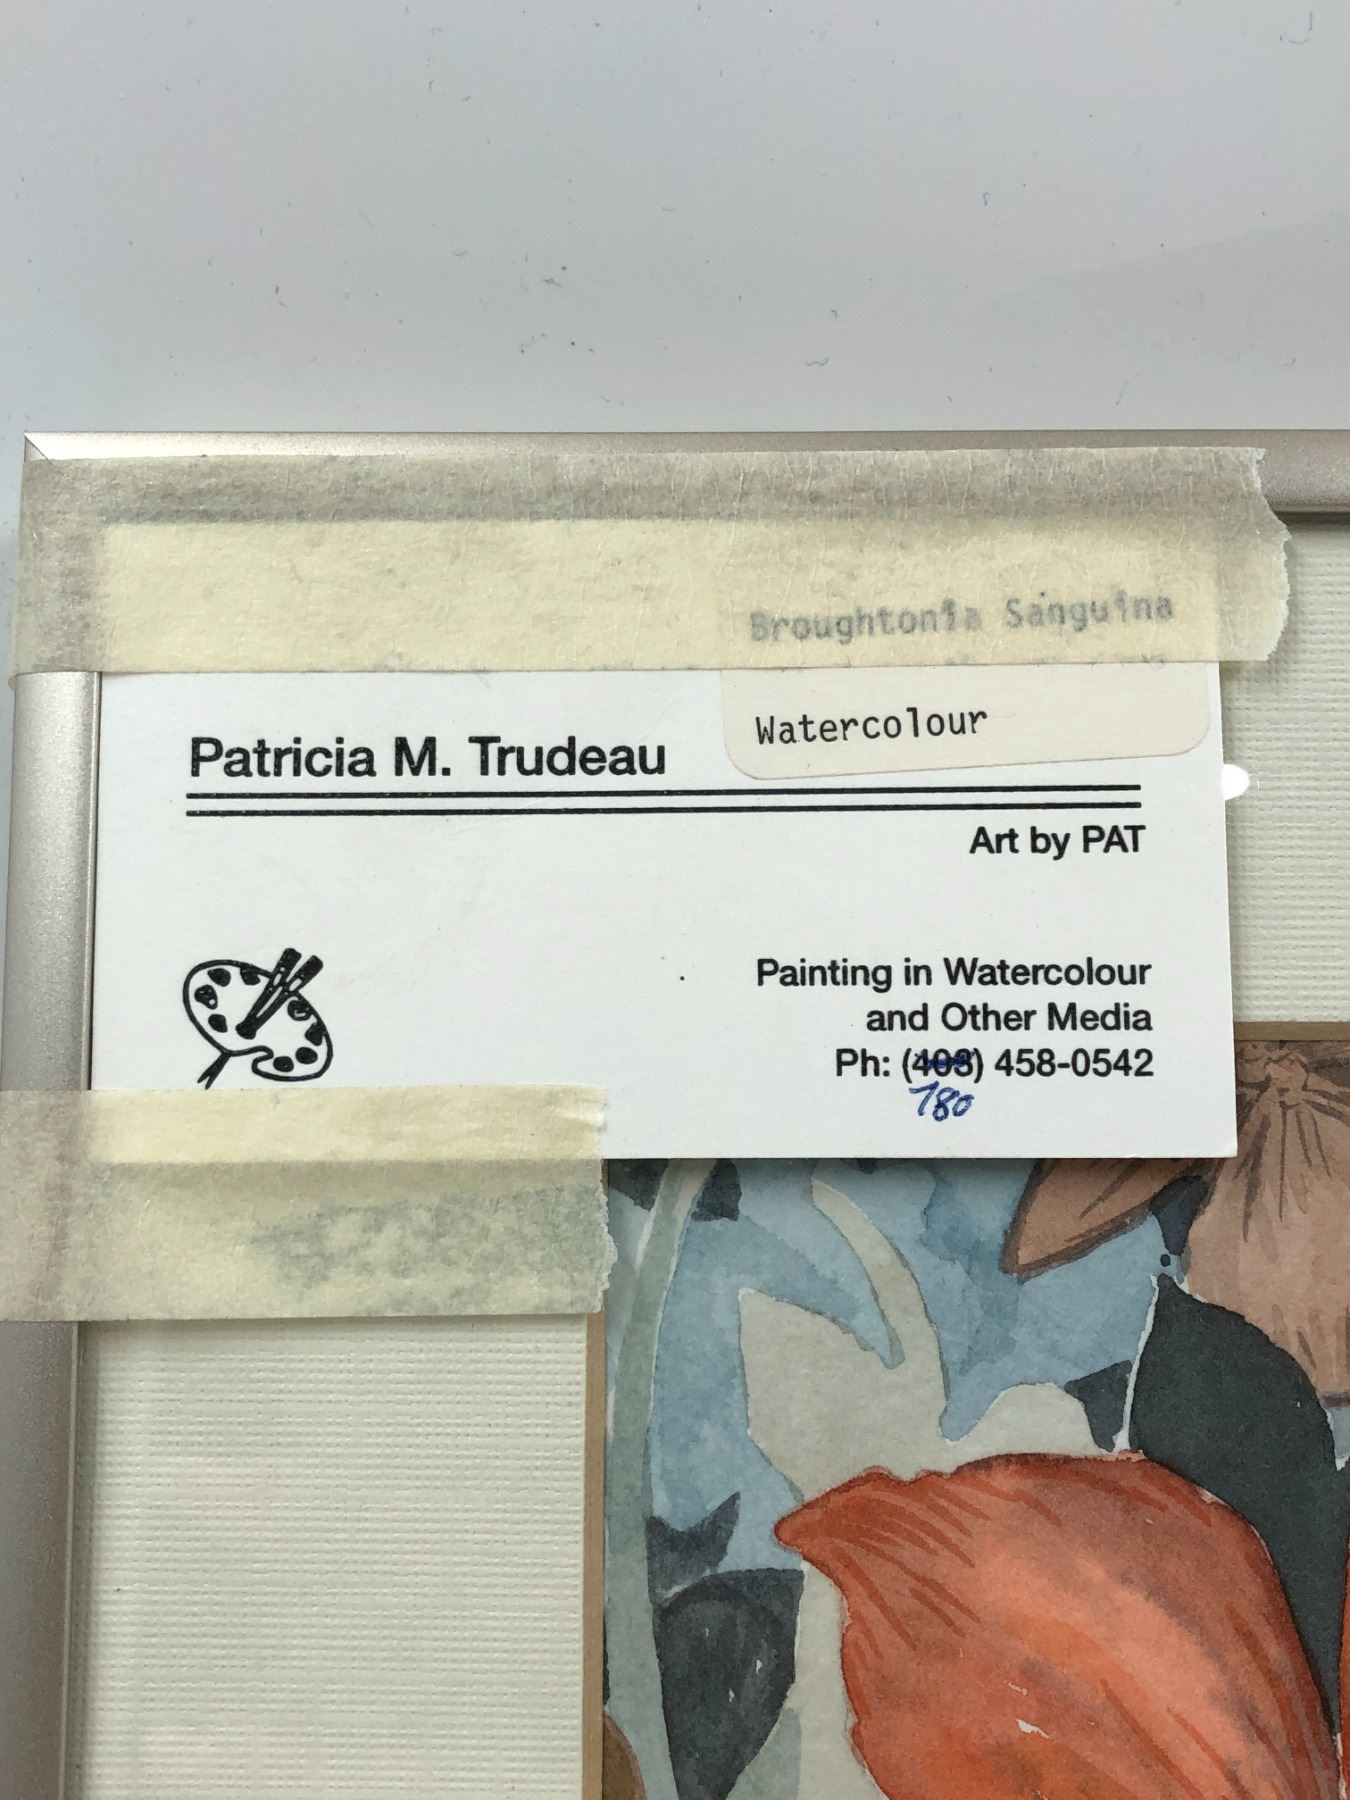 Broughtonia Sanguina
Watercolour
Patricia M. Trudeau
Art by PAT
Painting in Watercolour
and Other Media
Ph: (403) 458-0542
780